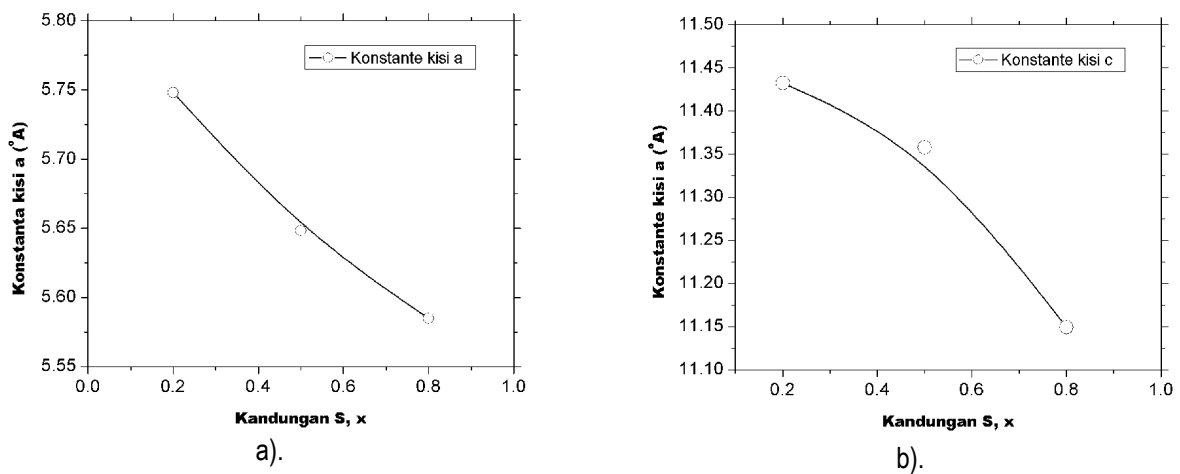 5.80
5.75
5.70
5.65
5.60
5.55
0.0 0.2 0.4 0.6 0.8 1.0
Konstanta kisi a (°A)
Kandungan S, x
Konstante kisi a
a).
11.50
11.45
11.40
11.35
11.30
11.25
11.20
11.15
11.10
0.2 0.4 0.6 0.8 1.0
Konstante kisi a (°A)
Kandungan S, x
Konstante kisi c
b).